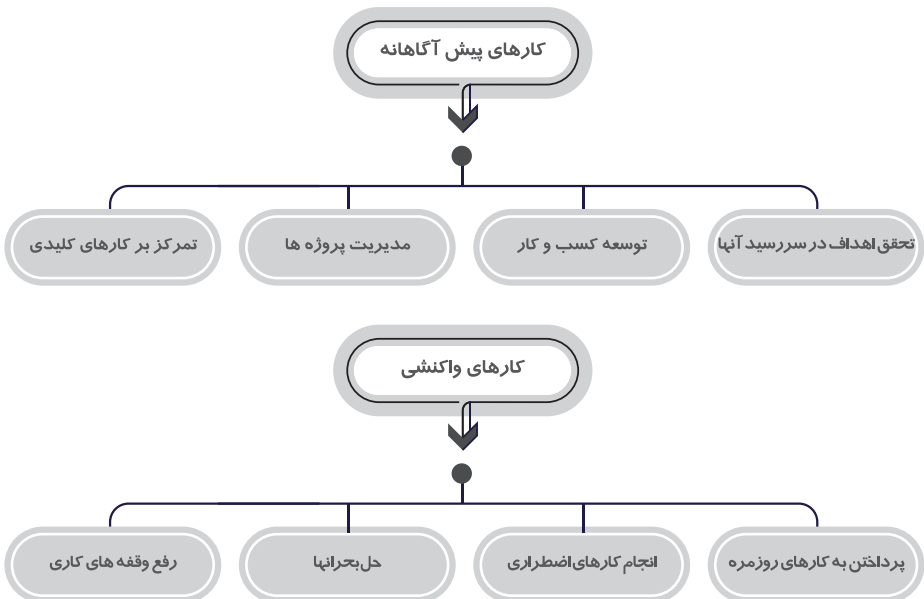 کارهای پیش آگاهانه
تحقق اهداف در سررسید آنها
توسعه کسب و کار
مدیریت پروژه ها
تمرکز بر کارهای کلیدی
کارهای واکنشی
پرداختن به کارهای روزمره
انجام کارهای اضطراری
حل بحرانها
رفع وقفه های کاری